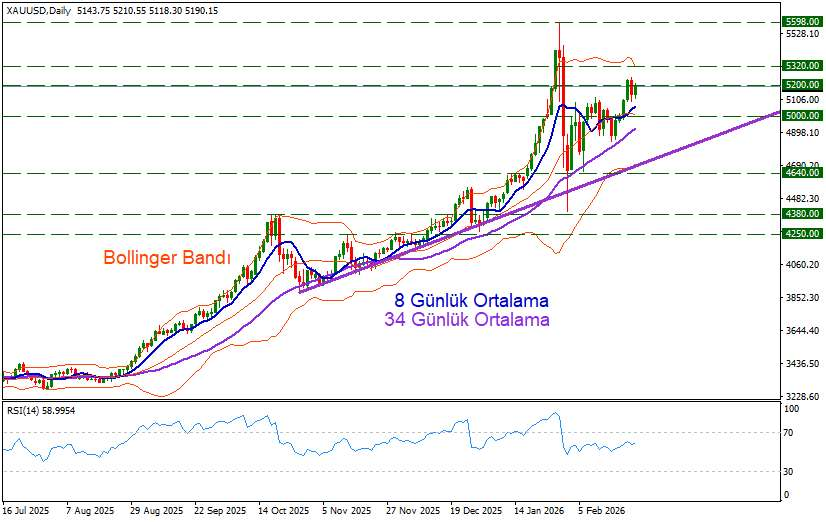 XAUUSD,Daily 5143.75 5210.55 5118.30 5190.15
5598.00
5528.10
5320.00
5200.00
5106.00
5000.00
4898.10
4690.20
4640.00
4482.30
4380.00
4250.00
4060.20
3852.30
3644.40
3436.50
3228.60
Bollinger Bandı
8 Günlük Ortalama
34 Günlük Ortalama
RSI(14) 58.9954
100
70
30
0
16 Jul 2025
7 Aug 2025
29 Aug 2025
22 Sep 2025
14 Oct 2025
5 Nov 2025
27 Nov 2025
19 Dec 2025
14 Jan 2026
5 Feb 2026